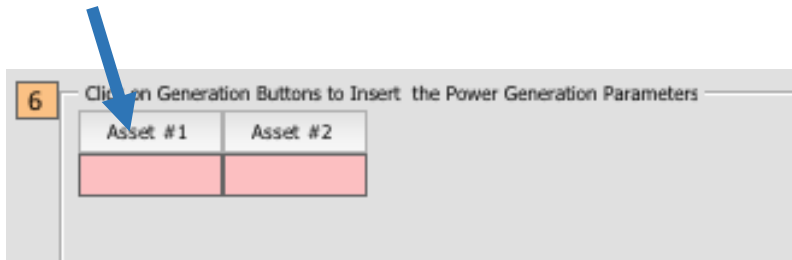 6
Click on Generation Buttons to Insert the Power Generation Parameters
Asset #1 Asset #2